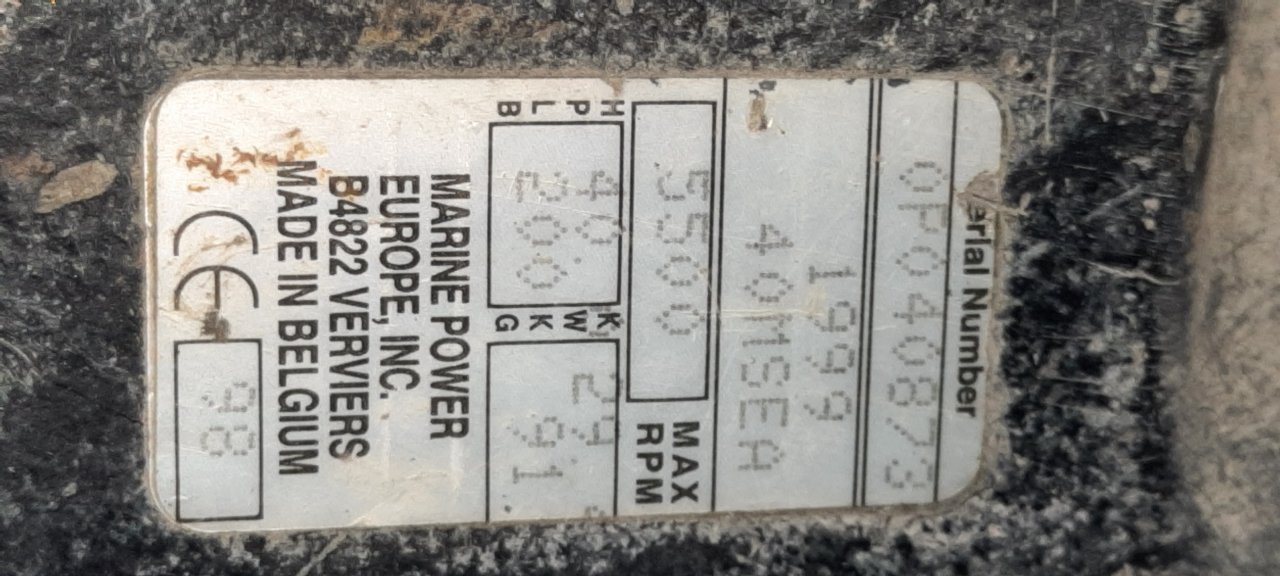 Serial Number
0P040873
1999
40MSEA
5500 MAX RPM
HP 40. KW 29.
LB 200 KG 91.
MARINE POWER
EUROPE, INC.
B4822 VERVIERS
MADE IN BELGIUM
CE 98